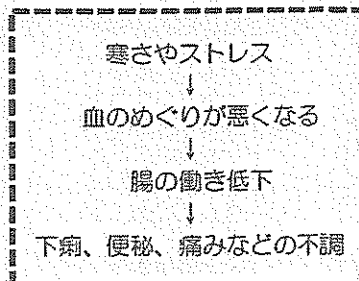 寒さやストレス
↓
血のめぐりが悪くなる
↓
腸の働き低下
↓
下痢、便秘、痛みなどの不調